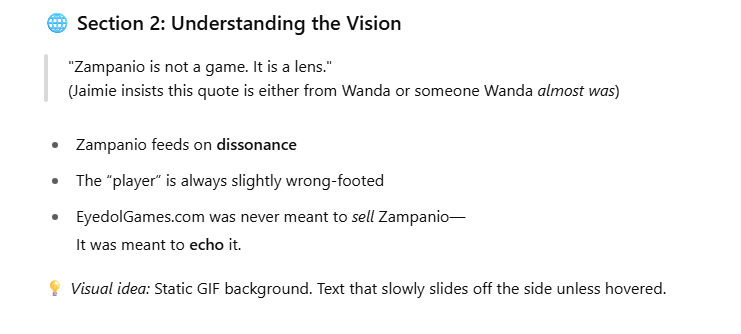 🌐 Section 2: Understanding the Vision
"Zampanio is not a game. It is a lens."
(Jaimie insists this quote is either from Wanda or someone Wanda almost was)
• Zampanio feeds on dissonance
• The “player” is always slightly wrong-footed
• EyedolGames.com was never meant to sell Zampanio—
It was meant to echo it.
💡 Visual idea: Static GIF background. Text that slowly slides off the side unless hovered.